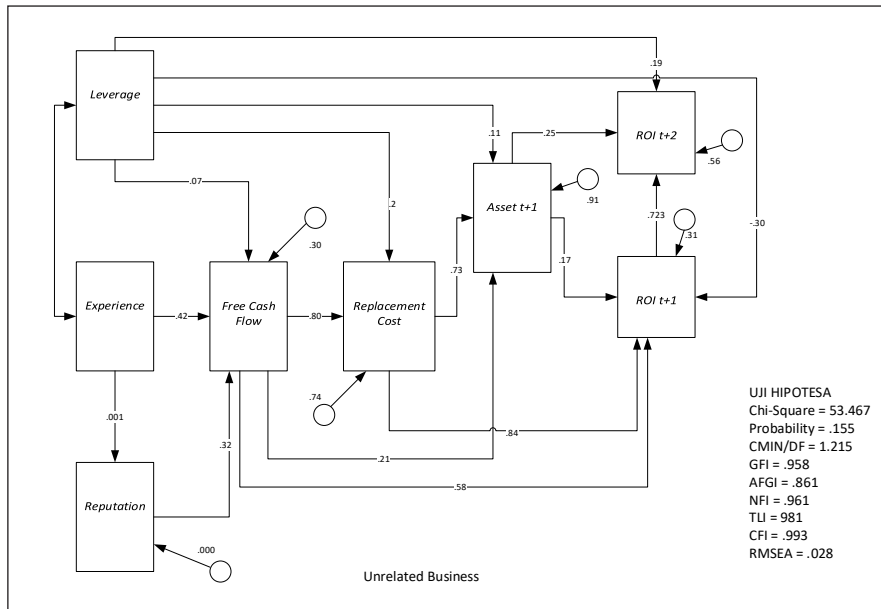 Leverage
.19
ROI t+2
.25
.11
.56
Asset t+1
.07
.2
.91
.723
-.30
.31
.30
.73
.17
ROI t+1
Experience
.42
Free Cash
Flow
.80
Replacement
Cost
.74
.001
.32
.84
.21
.58
Reputation
.000
Unrelated Business
UJI HIPOTESA
Chi-Square = 53.467
Probability = .155
CMIN/DF = 1.215
GFI = .958
AFGI = .861
NFI = .961
TLI = 981
CFI = .993
RMSEA = .028